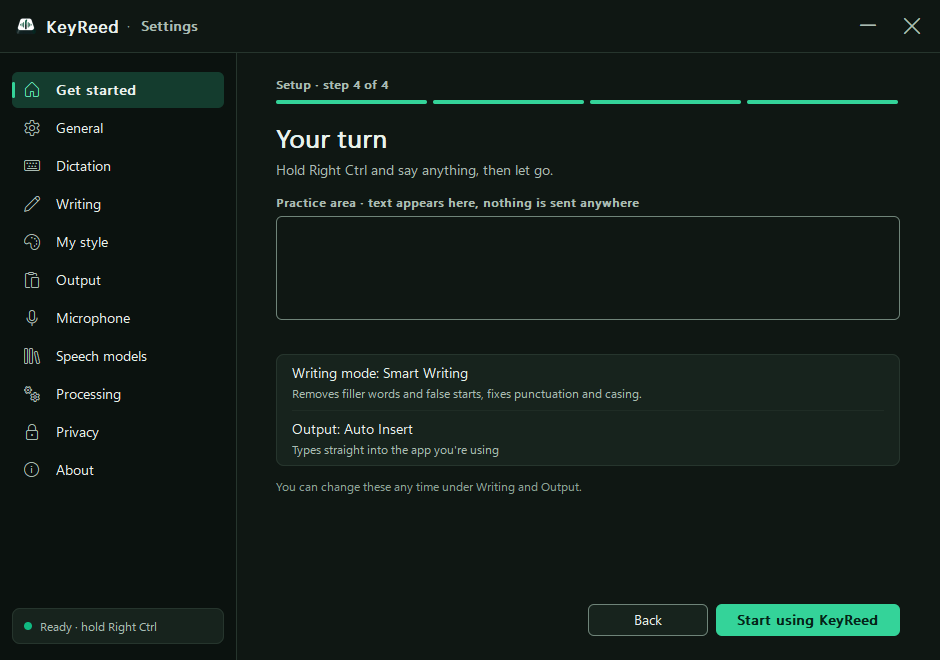 KeyReed · Settings
Get started
General
Dictation
Writing
My style
Output
Microphone
Speech models
Processing
Privacy
About
Ready · hold Right Ctrl
Setup · step 4 of 4
Your turn
Hold Right Ctrl and say anything, then let go.
Practice area · text appears here, nothing is sent anywhere
Writing mode: Smart Writing
Removes filler words and false starts, fixes punctuation and casing.
Output: Auto Insert
Types straight into the app you're using
You can change these any time under Writing and Output.
Back
Start using KeyReed